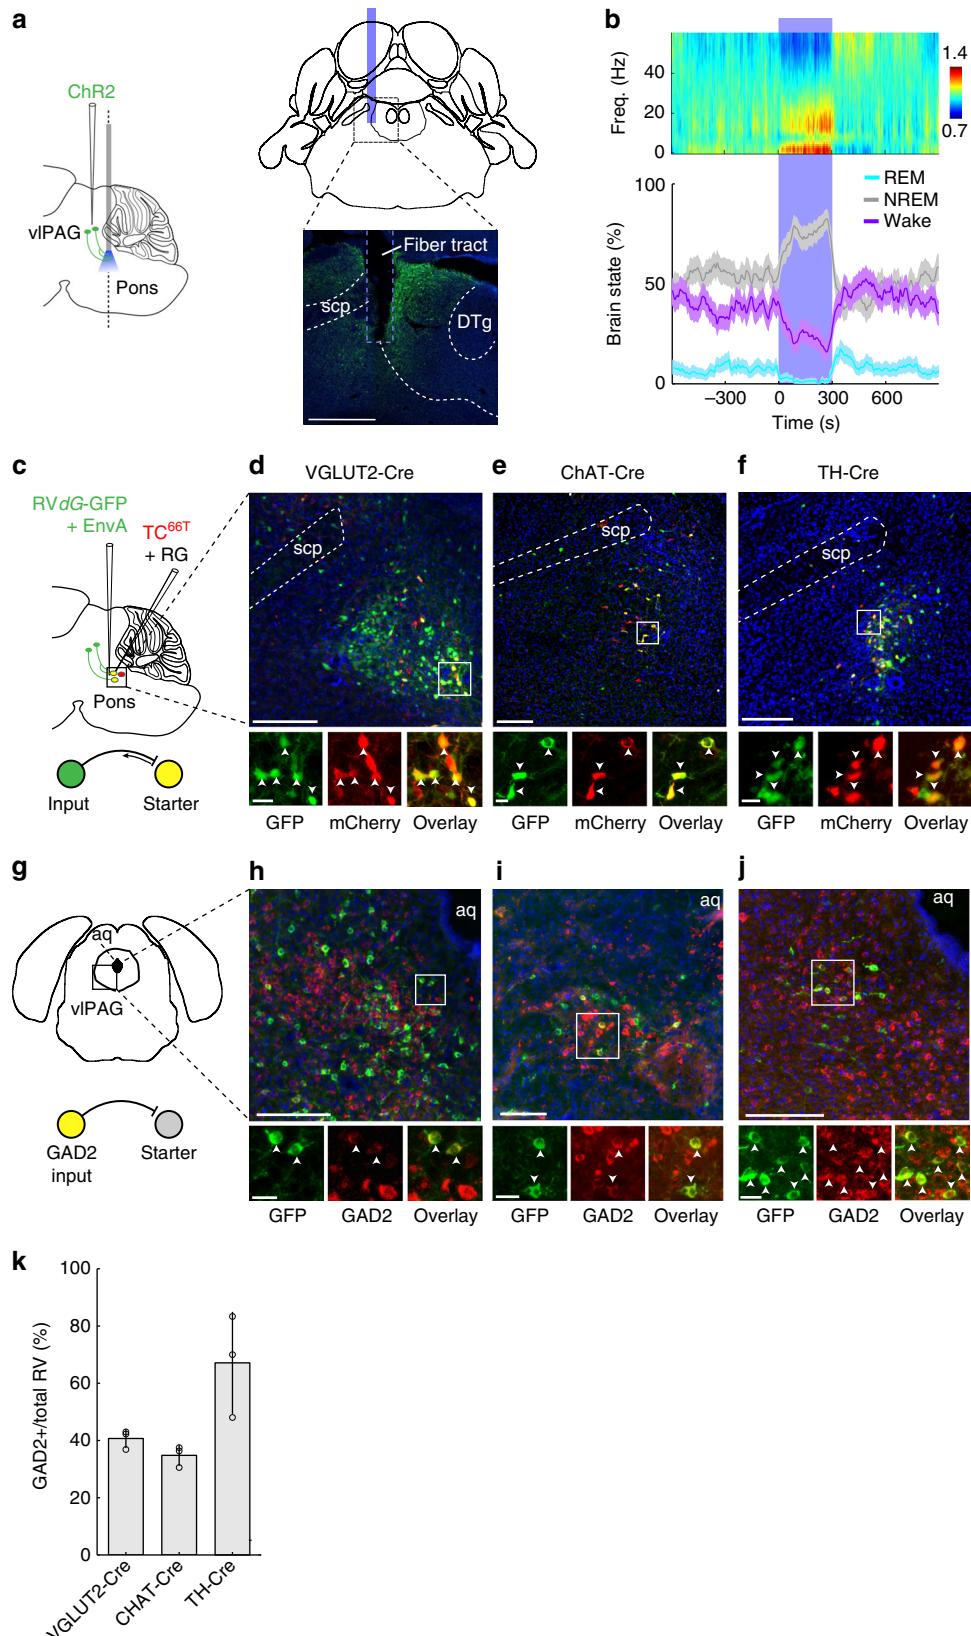 a
ChR2
vlPAG
Pons
Fiber tract
scp
DTg
b
Freq. (Hz)
40
20
0
1.4
0.7
REM
NREM
Wake
Brain state (%)
100
50
0
−300
0
300
600
Time (s)
c
RVdG-GFP
+ EnvA
TC66T
+ RG
Pons
Input
Starter
d
VGLUT2-Cre
scp
GFP
mCherry
Overlay
e
ChAT-Cre
scp
GFP
mCherry
Overlay
f
TH-Cre
scp
GFP
mCherry
Overlay
g
aq
vlPAG
GAD2
input
Starter
h
aq
GFP
GAD2
Overlay
i
aq
GFP
GAD2
Overlay
j
aq
GFP
GAD2
Overlay
k
GAD2+/total RV (%)
100
80
60
40
20
0
VGLUT2-Cre
CHAT-Cre
TH-Cre